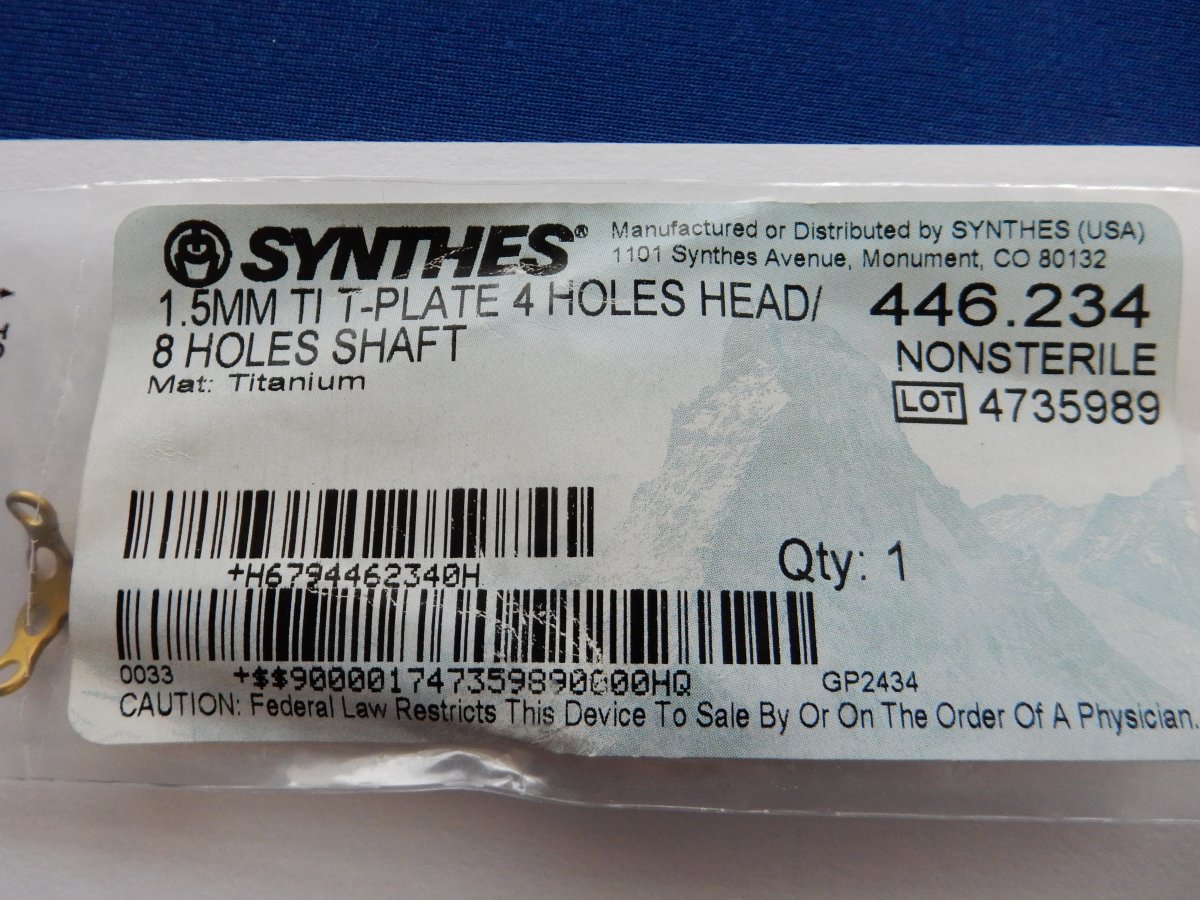 SYNTHES®
Manufactured or Distributed by SYNTHES (USA)
1101 Synthes Avenue, Monument, CO 80132
1.5MM TI T-PLATE 4 HOLES HEAD/
8 HOLES SHAFT
Mat: Titanium
446.234
NONSTERILE
LOT 4735989
+H6794462340H
Qty: 1
0033 +$$900001747359890000HQ GP2434
CAUTION: Federal Law Restricts This Device To Sale By Or On The Order Of A Physician.